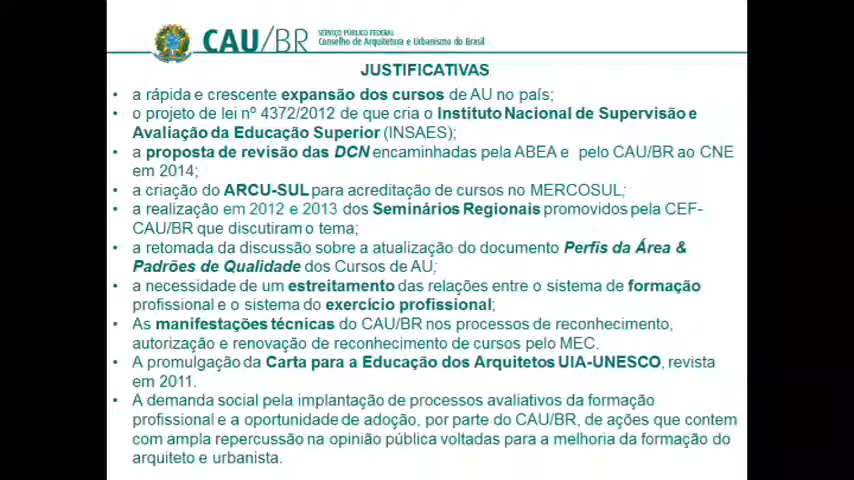 CAU/BR
SERVIÇO PÚBLICO FEDERAL
Conselho de Arquitetura e Urbanismo do Brasil
JUSTIFICATIVAS
• a rápida e crescente expansão dos cursos de AU no país;
• o projeto de lei nº 4372/2012 de que cria o Instituto Nacional de Supervisão e
Avaliação da Educação Superior (INSAES);
• a proposta de revisão das DCN encaminhadas pela ABEA e pelo CAU/BR ao CNE
em 2014;
• a criação do ARCU-SUL para acreditação de cursos no MERCOSUL;
• a realização em 2012 e 2013 dos Seminários Regionais promovidos pela CEF-
CAU/BR que discutiram o tema;
• a retomada da discussão sobre a atualização do documento Perfis da Área &
Padrões de Qualidade dos Cursos de AU;
• a necessidade de um estreitamento das relações entre o sistema de formação
profissional e o sistema do exercício profissional;
• As manifestações técnicas do CAU/BR nos processos de reconhecimento,
autorização e renovação de reconhecimento de cursos pelo MEC.
• A promulgação da Carta para a Educação dos Arquitetos UIA-UNESCO, revista
em 2011.
• A demanda social pela implantação de processos avaliativos da formação
profissional e a oportunidade de adoção, por parte do CAU/BR, de ações que contem
com ampla repercussão na opinião pública voltadas para a melhoria da formação do
arquiteto e urbanista.